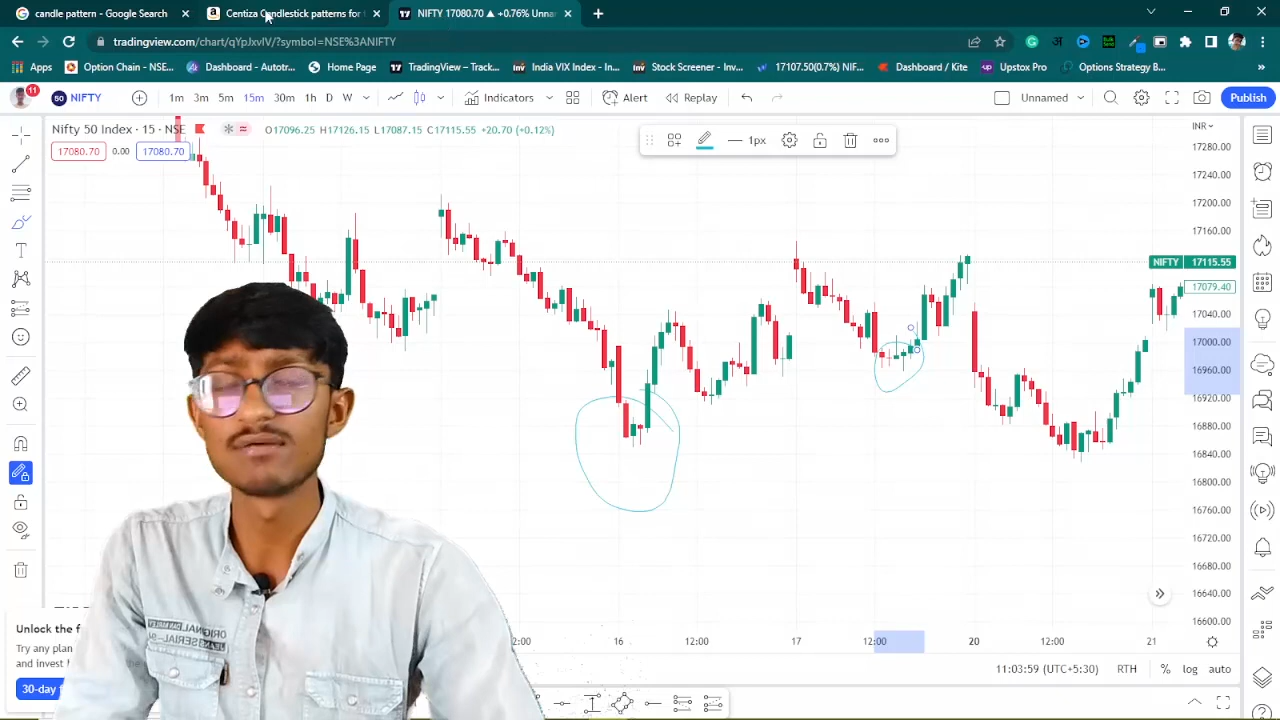 candle pattern - Google Search
Centiza Candlestick patterns for
NIFTY 17080.70 ▲ +0.76% Unna
tradingview.com/chart/qYpJxvIV/?symbol=NSE%3ANIFTY
Apps
Option Chain - NSE...
Dashboard - Autotr...
Home Page
TradingView – Track...
India VIX Index - In...
Stock Screener - Inv...
17107.50(0.7%) NIF...
Dashboard / Kite
Upstox Pro
Options Strategy B...
»
11
50 NIFTY
1m 3m 5m 15m 30m 1h D W
Indicators
Alert
Replay
Unnamed
Publish
Nifty 50 Index · 15 · NSE
O17096.25 H17126.15 L17087.15 C17115.55 +20.70 (+0.12%)
17080.70 0.00 17080.70
1px
INR
17280.00
17240.00
17200.00
17160.00
NIFTY 17115.55
17079.40
17040.00
17000.00
16960.00
16920.00
16880.00
16840.00
16800.00
16760.00
16720.00
16680.00
16640.00
16600.00
2:00 16 12:00 17 12:00 20 12:00 21
11:03:59 (UTC+5:30) RTH % log auto
Unlock the f
Try any plan
and invest
30-day
ORIGINAL
JEANS SERIAL